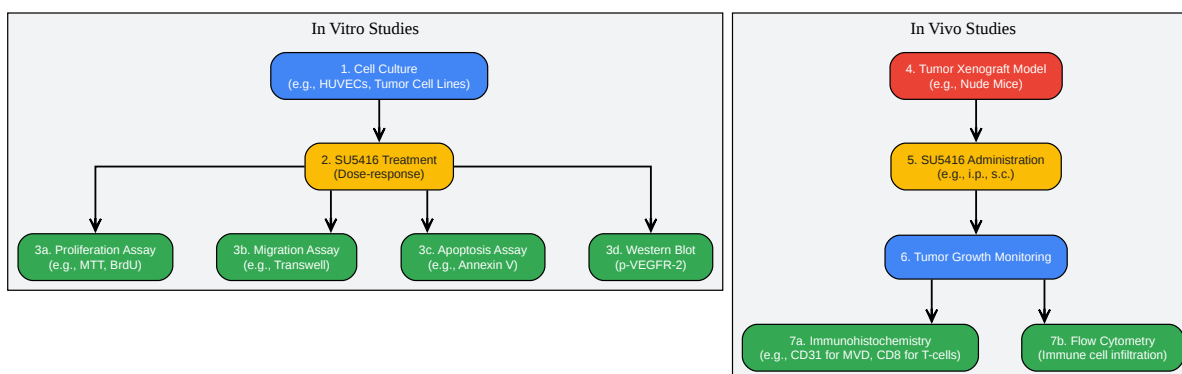 In Vitro Studies
1. Cell Culture
(e.g., HUVECs, Tumor Cell Lines)
2. SU5416 Treatment
(Dose-response)
3a. Proliferation Assay
(e.g., MTT, BrdU)
3b. Migration Assay
(e.g., Transwell)
3c. Apoptosis Assay
(e.g., Annexin V)
3d. Western Blot
(p-VEGFR-2)
In Vivo Studies
4. Tumor Xenograft Model
(e.g., Nude Mice)
5. SU5416 Administration
(e.g., i.p., s.c.)
6. Tumor Growth Monitoring
7a. Immunohistochemistry
(e.g., CD31 for MVD, CD8 for T-cells)
7b. Flow Cytometry
(Immune cell infiltration)